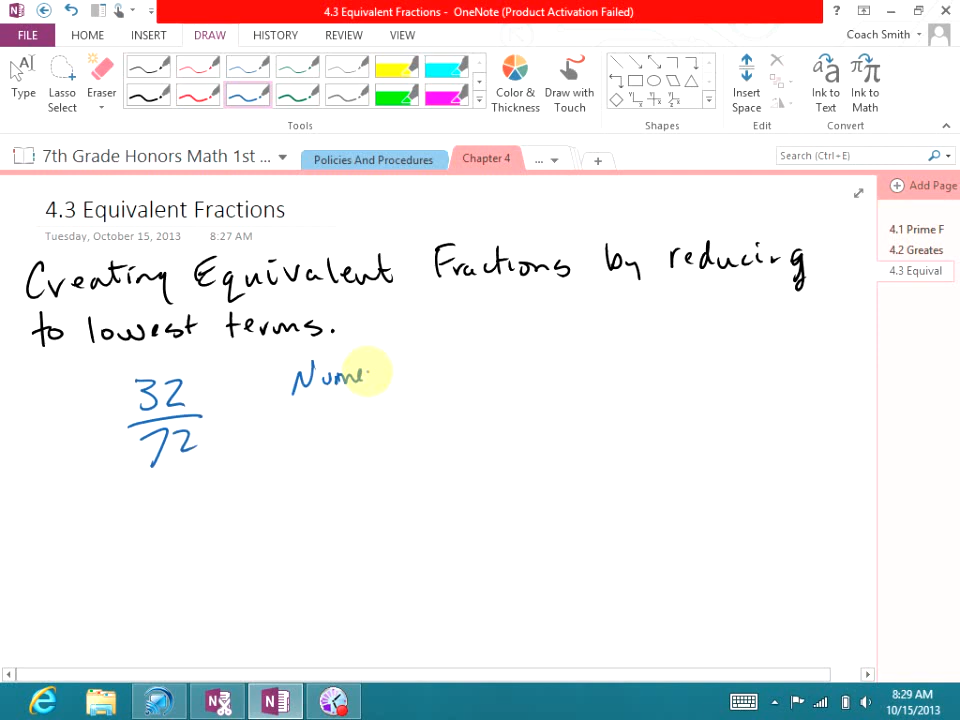 4.3 Equivalent Fractions - OneNote (Product Activation Failed)
?
FILE HOME INSERT DRAW HISTORY REVIEW VIEW Coach Smith
Type Lasso Select Eraser
Color & Thickness Draw with Touch
Insert Space
Ink to Text Ink to Math
Tools Shapes Edit Convert
7th Grade Honors Math 1st ... Policies And Procedures Chapter 4 ... + Search (Ctrl+E)
Add Page
4.3 Equivalent Fractions
Tuesday, October 15, 2013 8:27 AM
4.1 Prime F
4.2 Greates
4.3 Equival
Creating Equivalent Fractions by reducing
to lowest terms.
32
72
Nume
8:29 AM
10/15/2013